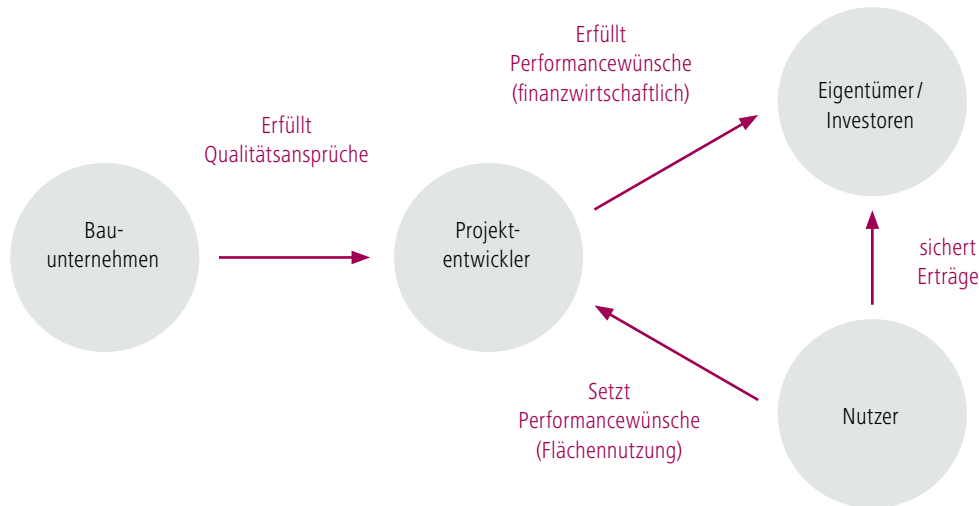 Erfüllt
Performancewünsche
(finanzwirtschaftlich)
Eigentümer/
Investoren
Erfüllt
Qualitätsansprüche
Bau-
unternehmen
Projekt-
entwickler
sichert
Erträge
Setzt
Performancewünsche
(Flächennutzung)
Nutzer